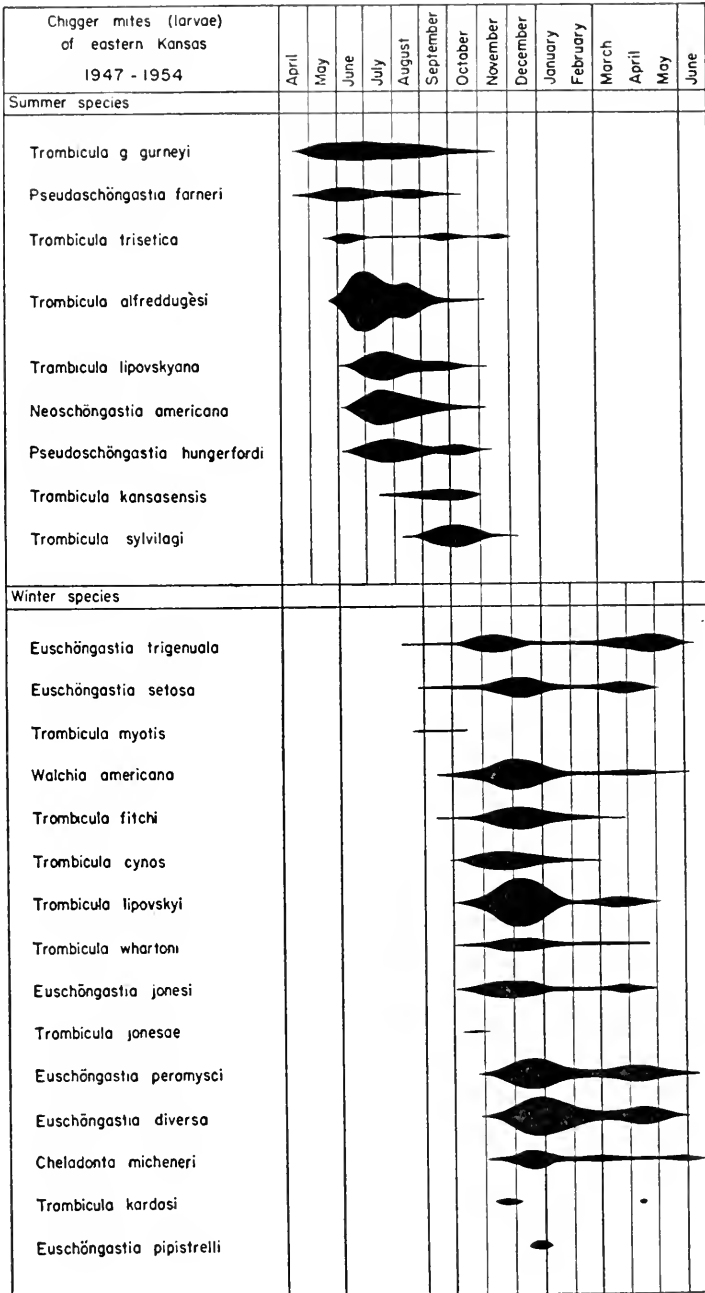 Chigger mites (larvae)
of eastern Kansas
1947 - 1954
April
May
June
July
August
September
October
November
December
January
February
March
April
May
June
Summer species
Trombicula g gurneyi
Pseudoschöngastia farneri
Trombicula trisetica
Trombicula alfreddugèsi
Trambicula lipovskyana
Neoschöngastia americana
Pseudoschöngastia hungerfordi
Trombicula kansasensis
Trombicula sylvilagi
Winter species
Euschöngastia trigenuala
Euschöngastia setosa
Trombicula myotis
Walchia americana
Trombicula fitchi
Trombicula cynos
Trombicula lipovskyi
Trombicula whartoni
Euschöngastia jonesi
Trombicula jonesae
Euschöngastia peromysci
Euschöngastia diversa
Cheladonta micheneri
Trombicula kardosi
Euschöngastia pipistrelli